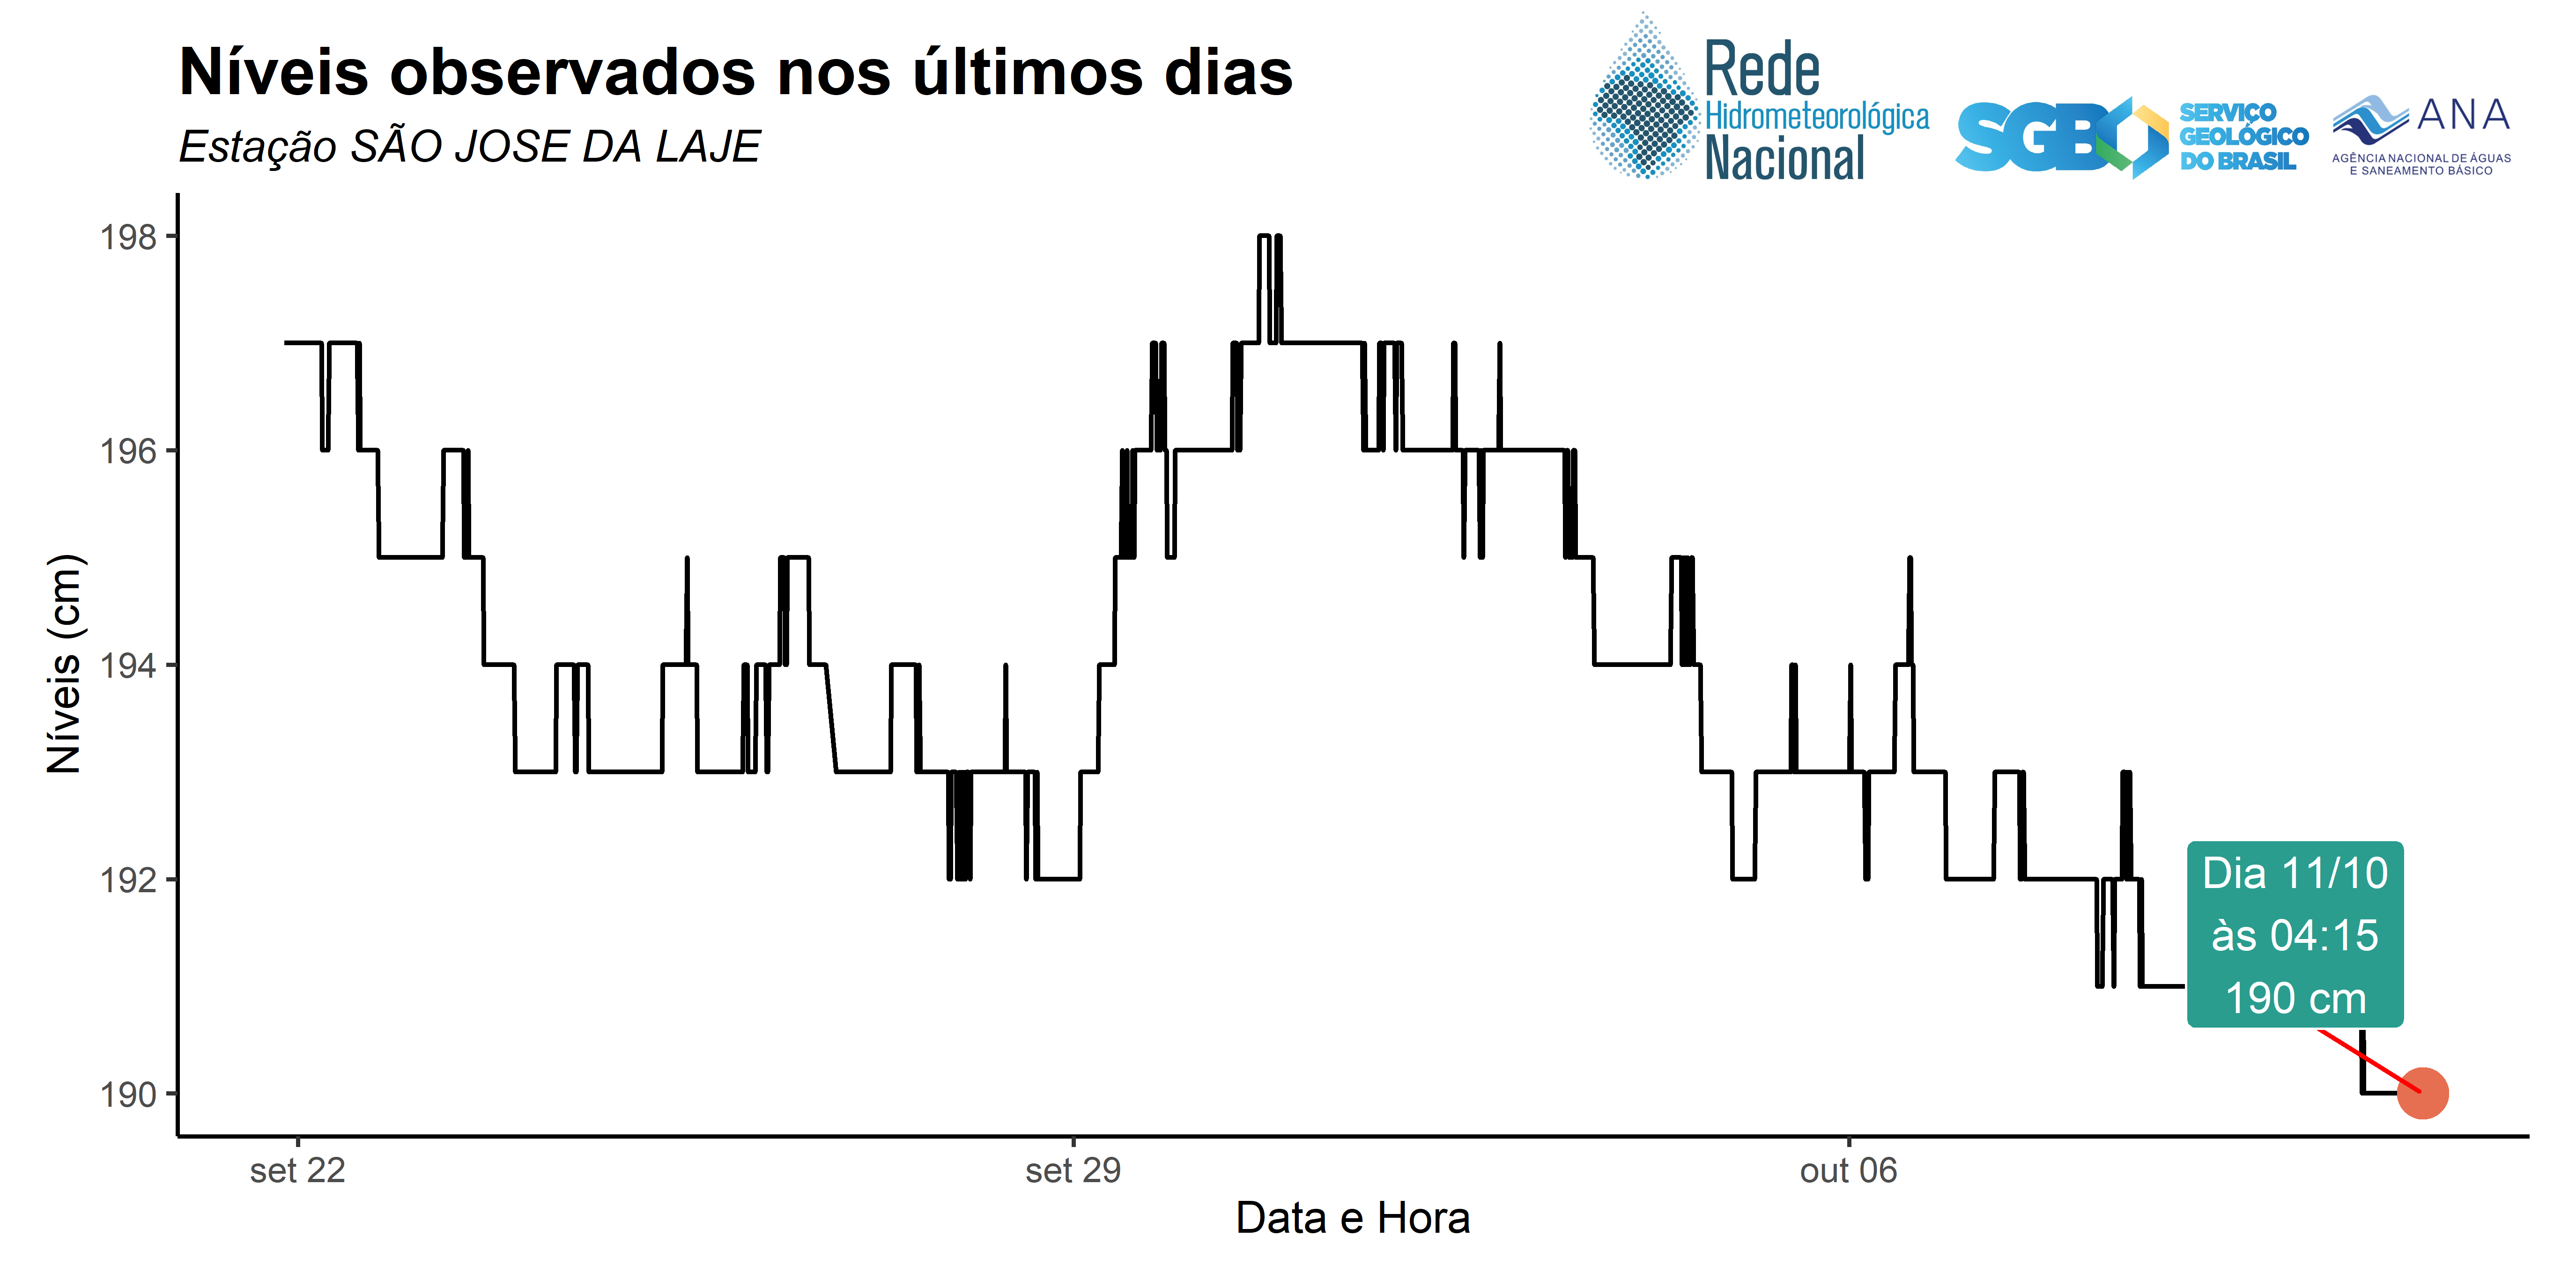 Níveis observados nos últimos dias
Estação SÃO JOSE DA LAJE
Rede
Hidrometeorológica
Nacional
SGB
SERVIÇO
GEOLÓGICO
DO BRASIL
ANA
AGÊNCIA NACIONAL DE ÁGUAS
E SANEAMENTO BÁSICO
Níveis (cm)
198
196
194
192
190
Dia 11/10
às 04:15
190 cm
set 22
set 29
out 06
Data e Hora